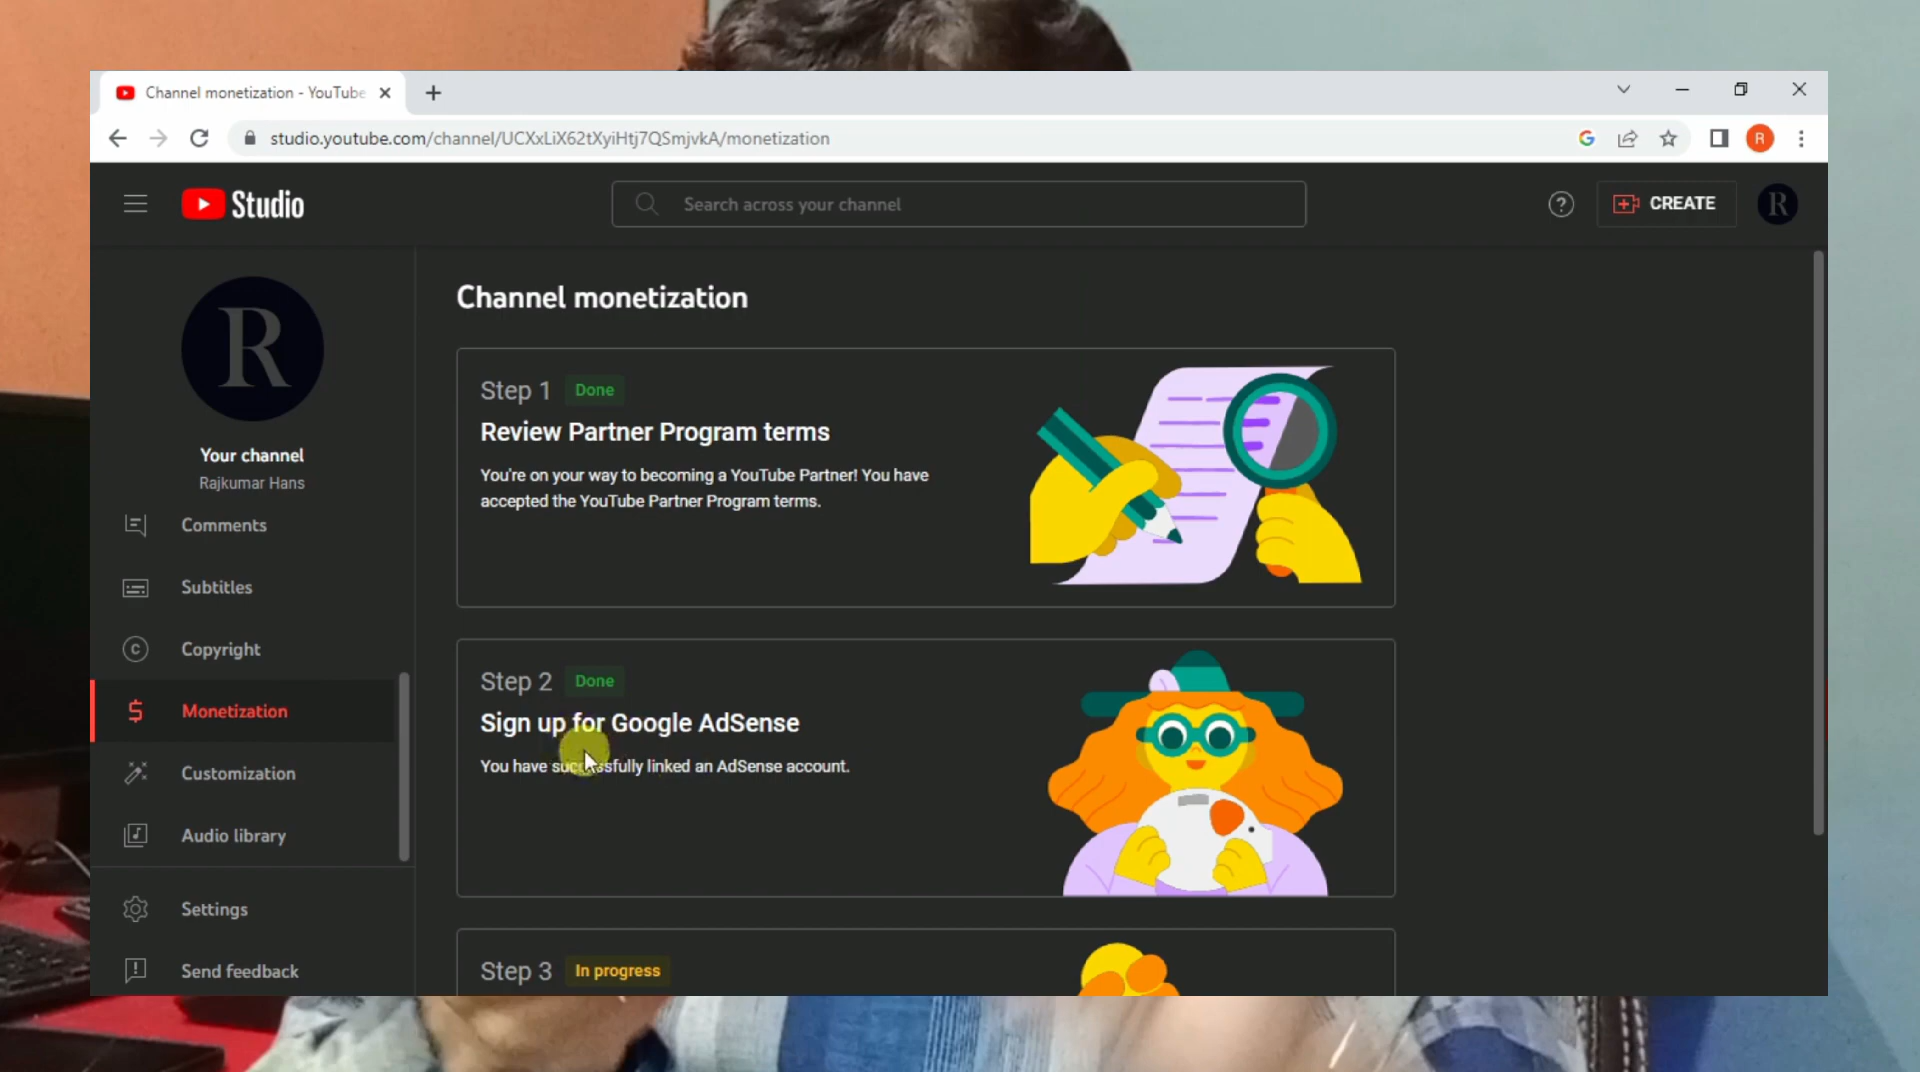 Channel monetization - YouTube
studio.youtube.com/channel/UCXxLiX62tXyiHtj7QSmjvkA/monetization
R
Studio
Search across your channel
CREATE
R
R
Your channel
Rajkumar Hans
Comments
Subtitles
Copyright
Monetization
Customization
Audio library
Settings
Send feedback
Channel monetization
Step 1 Done
Review Partner Program terms
You're on your way to becoming a YouTube Partner! You have
accepted the YouTube Partner Program terms.
Step 2 Done
Sign up for Google AdSense
You have successfully linked an AdSense account.
Step 3 In progress